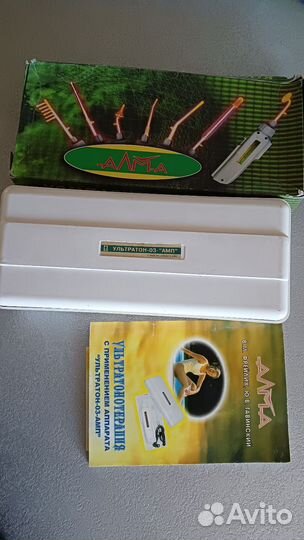 АЛМА
УЛЬТРАТОН-03-"АМП"
АЛМА
УЛЬТРАТОНОТЕРАПИЯ
С ПРИМЕНЕНИЕМ АППАРАТА
"УЛЬТРАТОН-03-АМП"
Avito